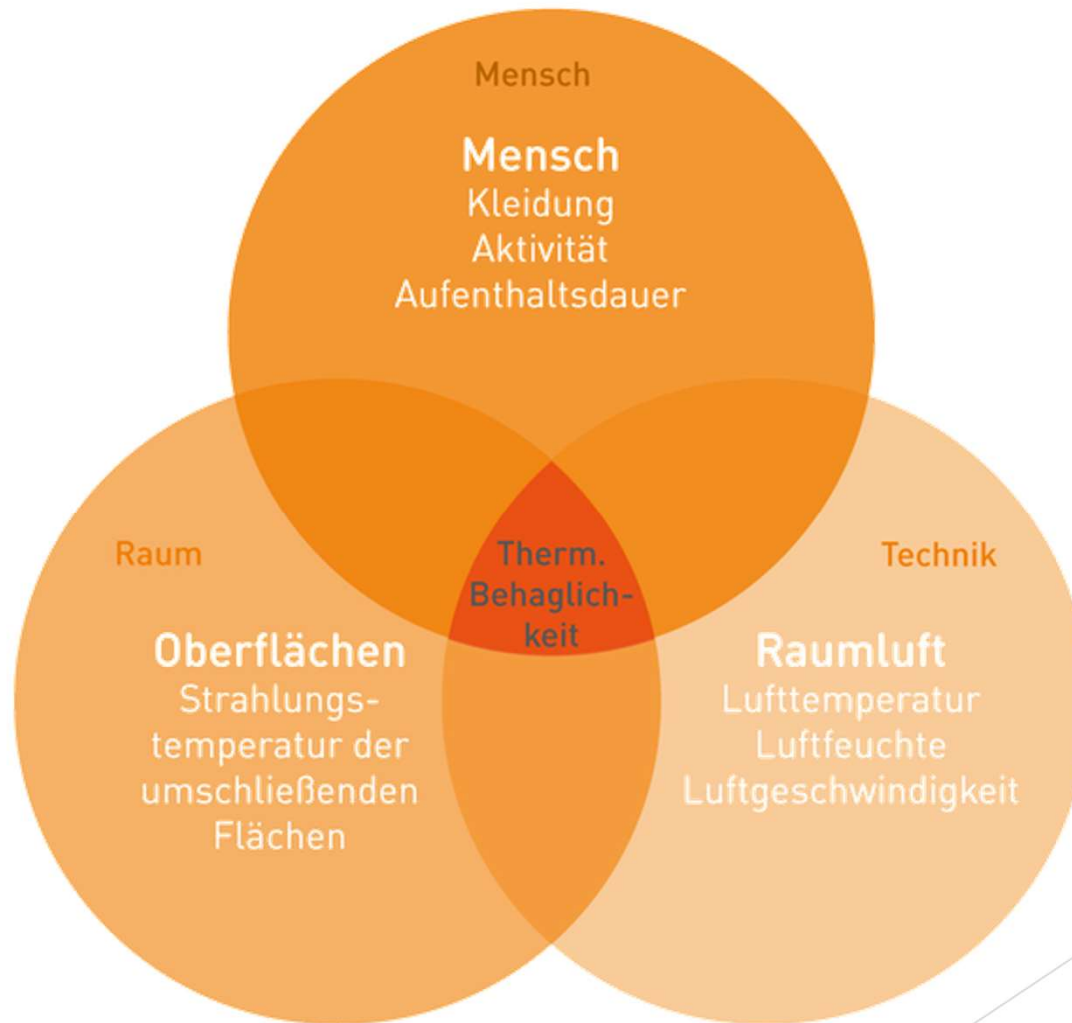 Mensch
Mensch
Kleidung
Aktivität
Aufenthaltsdauer
Raum
Oberflächen
Strahlungs-
temperatur der
umschließenden
Flächen
Therm.
Behaglich-
keit
Technik
Raumluft
Lufttemperatur
Luftfeuchte
Luftgeschwindigkeit